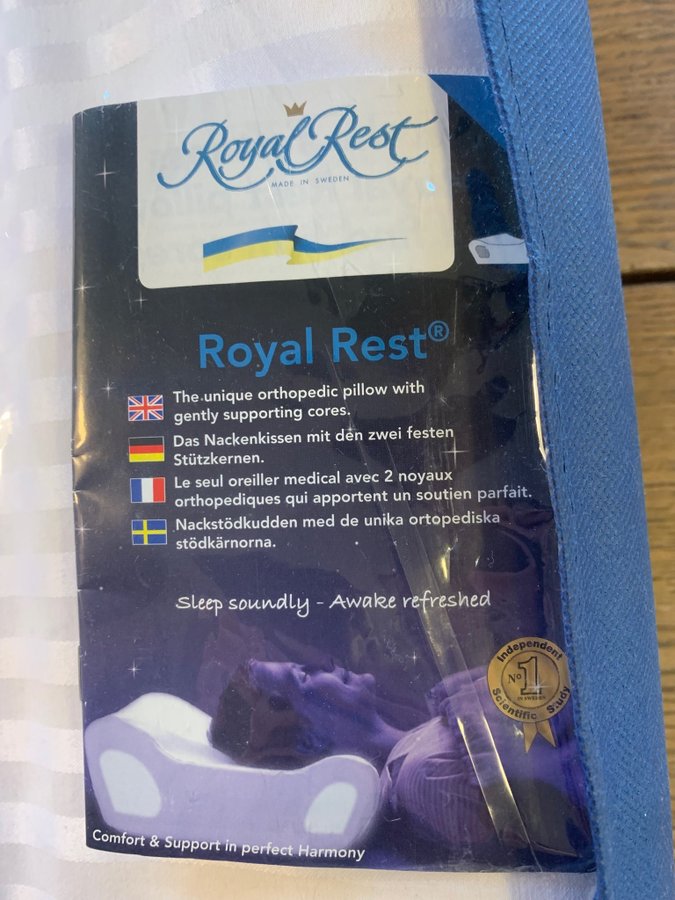 Royal Rest
MADE IN SWEDEN
Royal Rest®
The unique orthopedic pillow with
gently supporting cores.
Das Nackenkissen mit den zwei festen
Stützkernen.
Le seul oreiller medical avec 2 noyaux
orthopediques qui apportent un soutien parfait.
Nackstödkudden med de unika ortopediska
stödkärnorna.
Sleep soundly - Awake refreshed
Independent
No 1
IN SWEDEN
Scientific Study
Comfort & Support in perfect Harmony